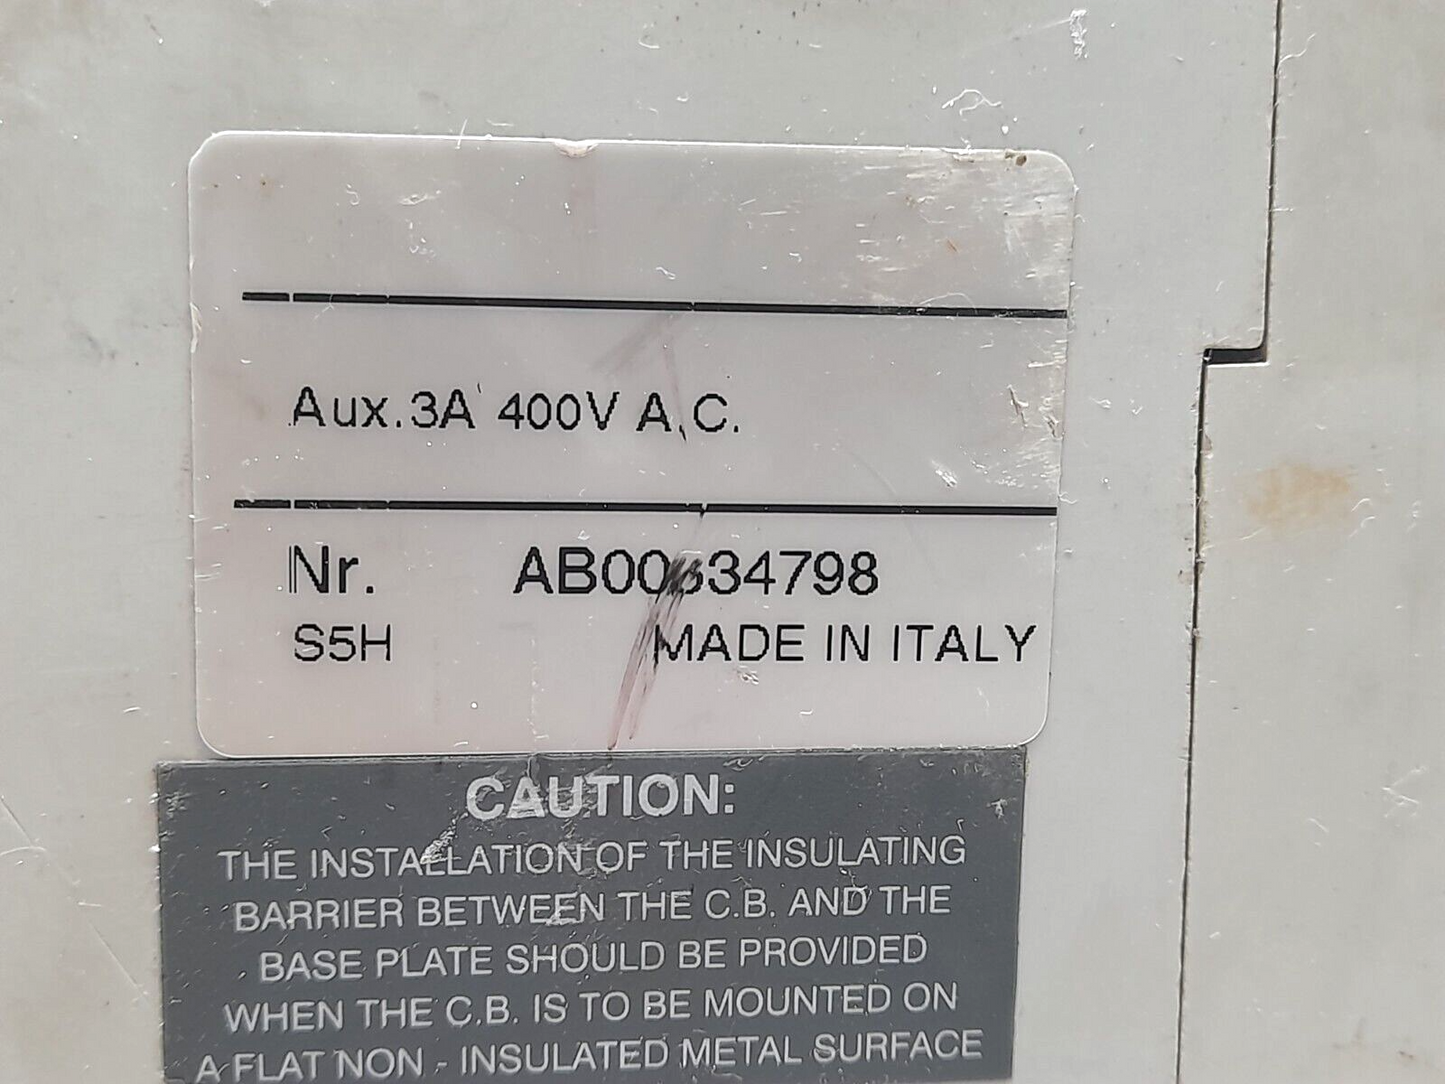 Aux.3A 400V A.C.
Nr. AB00634798
S5H MADE IN ITALY
CAUTION:
THE INSTALLATION OF THE INSULATING
BARRIER BETWEEN THE C.B. AND THE
BASE PLATE SHOULD BE PROVIDED
WHEN THE C.B. IS TO BE MOUNTED ON
A FLAT NON - INSULATED METAL SURFACE